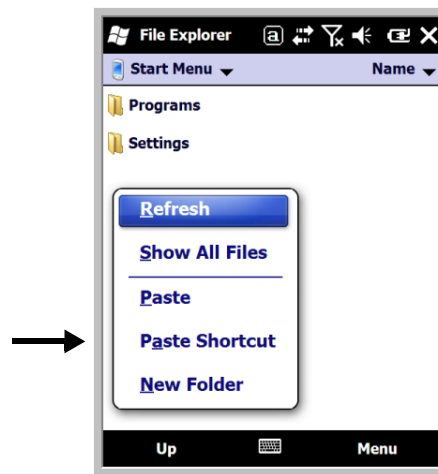 File Explorer a
Start Menu Name
Programs
Settings
Refresh
Show All Files
Paste
Paste Shortcut
New Folder
Up Menu